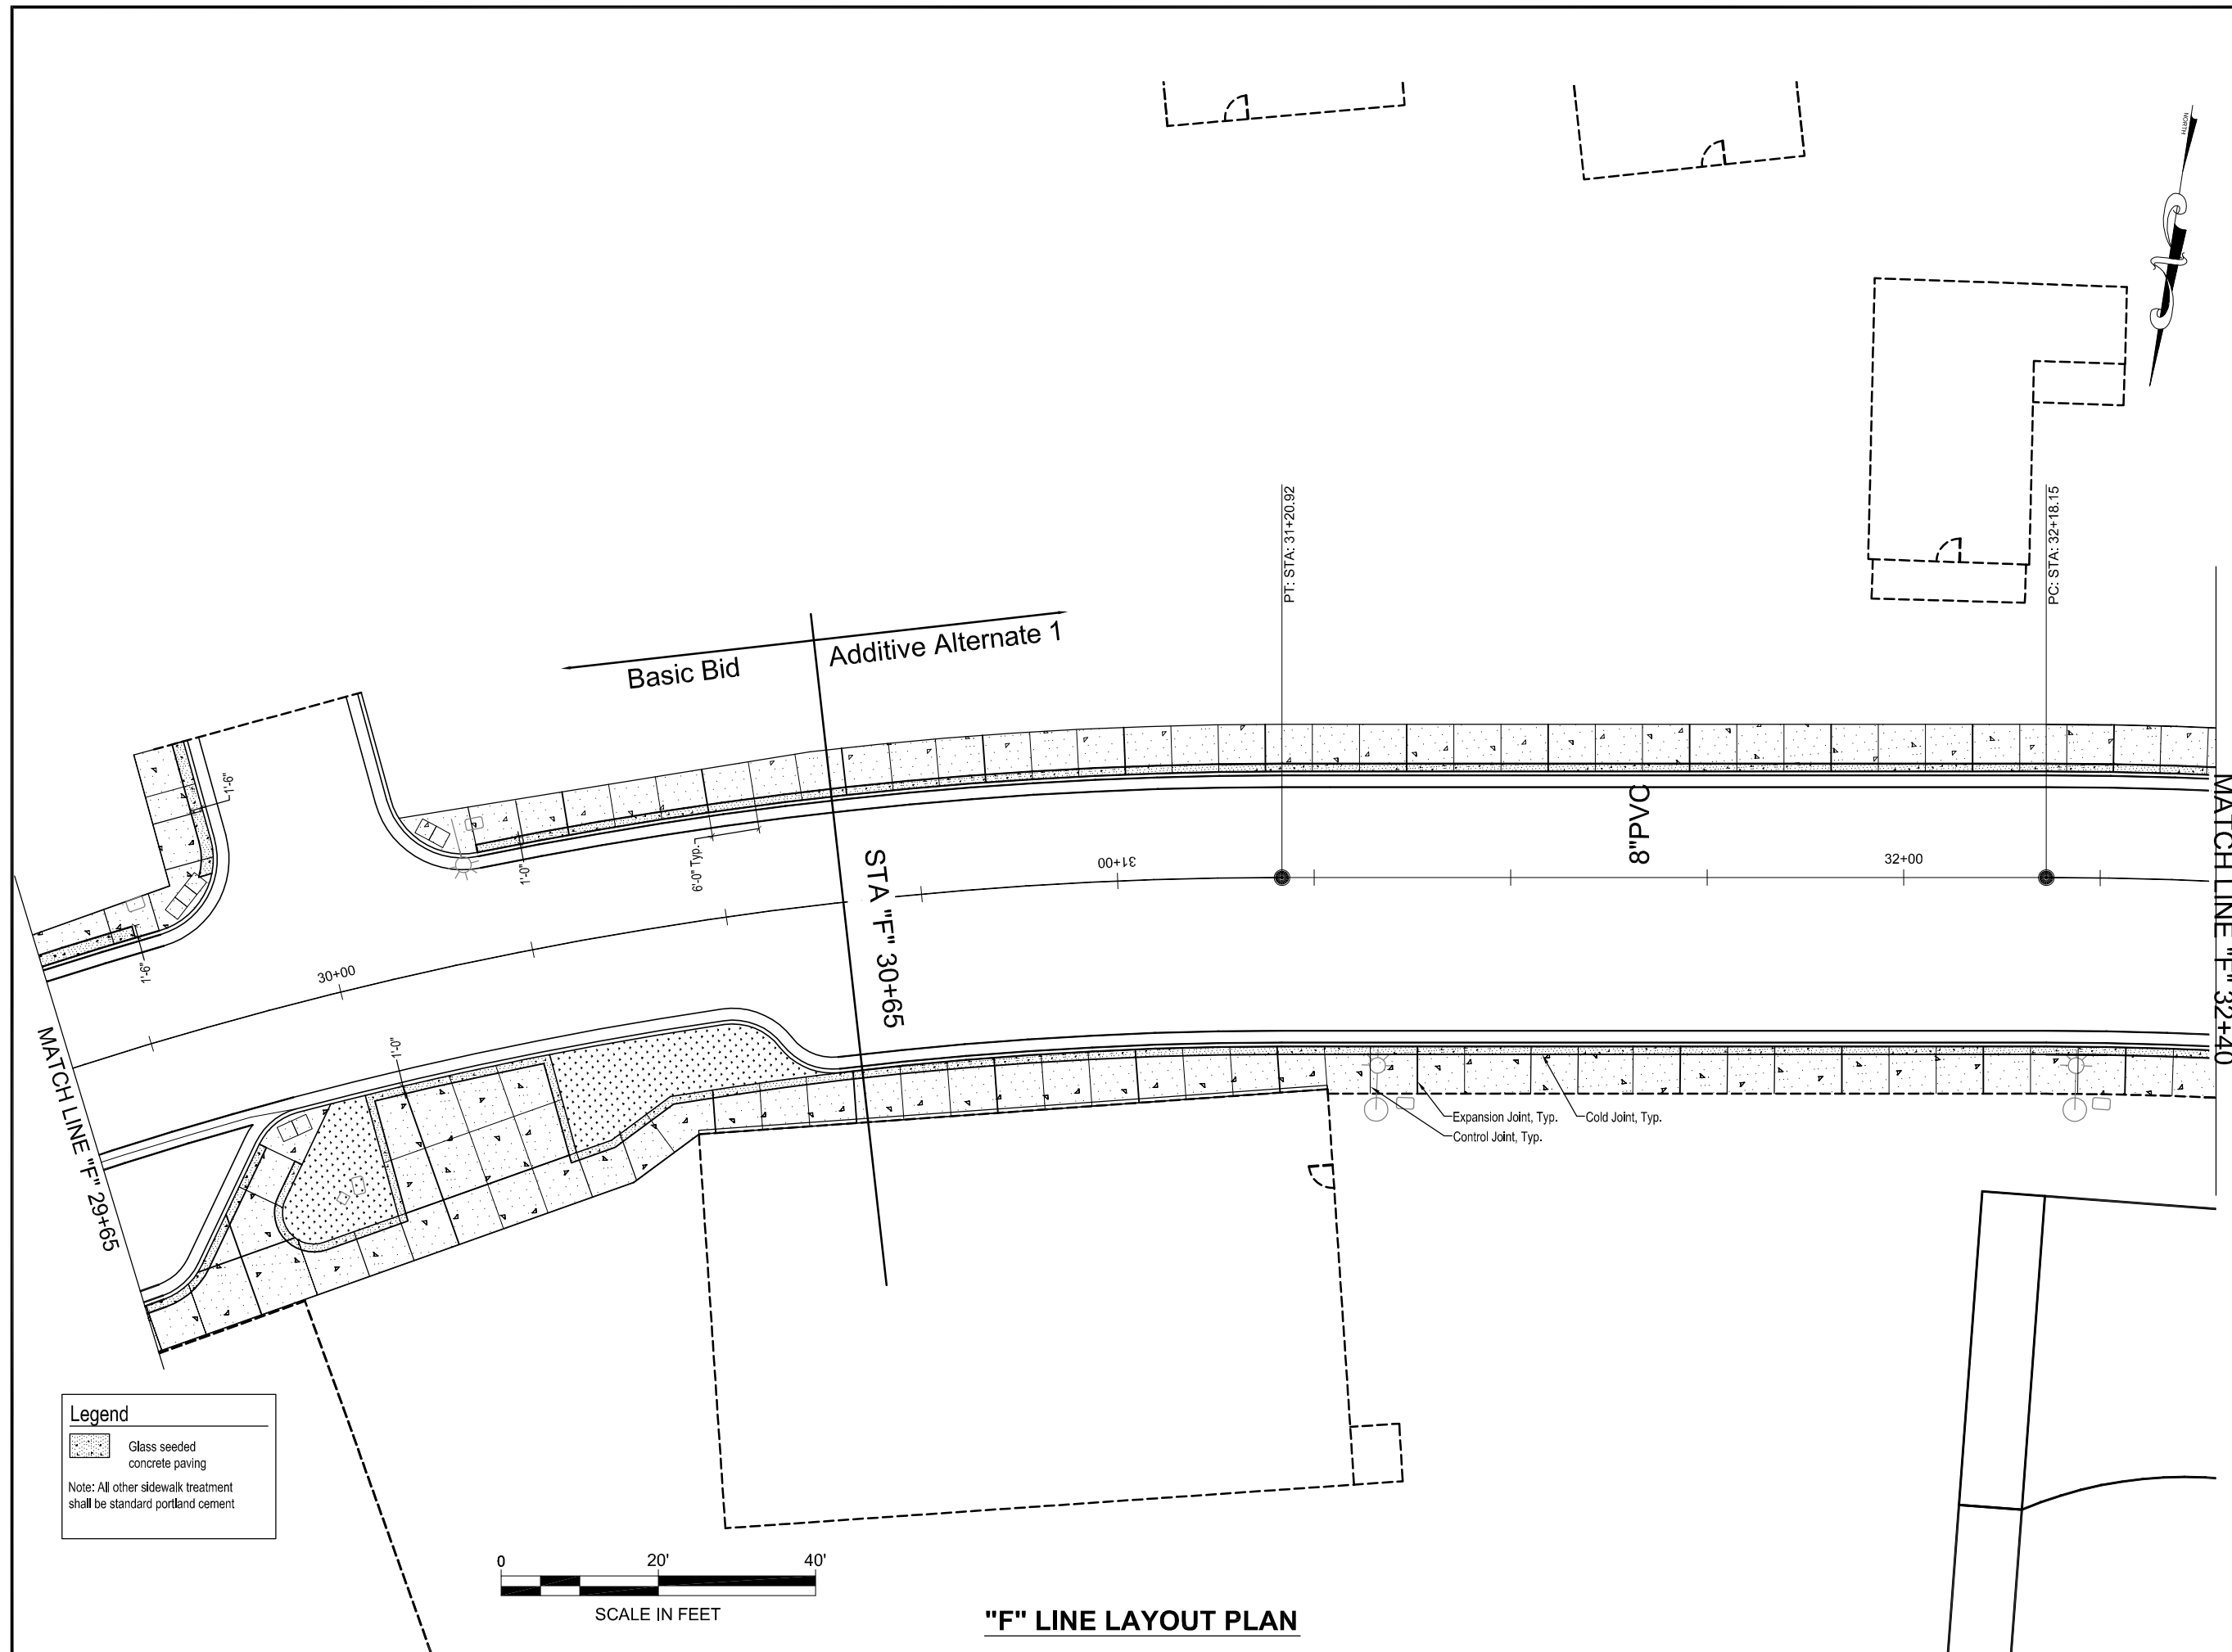 NORTH
PT: STA: 31+20.92
PC: STA: 32+18.15
Basic Bid
Additive Alternate 1
1'-6"
1'-0"
6'-0" Typ.
8"PVC
STA "F" 30+65
31+00
32+00
MATCH LINE "F" 32+40
1'-6"
30+00
1'-0"
MATCH LINE "F" 29+65
Expansion Joint, Typ.
Cold Joint, Typ.
Control Joint, Typ.
Legend
Glass seeded
concrete paving
Note: All other sidewalk treatment
shall be standard portland cement
0 20' 40'
SCALE IN FEET
"F" LINE LAYOUT PLAN